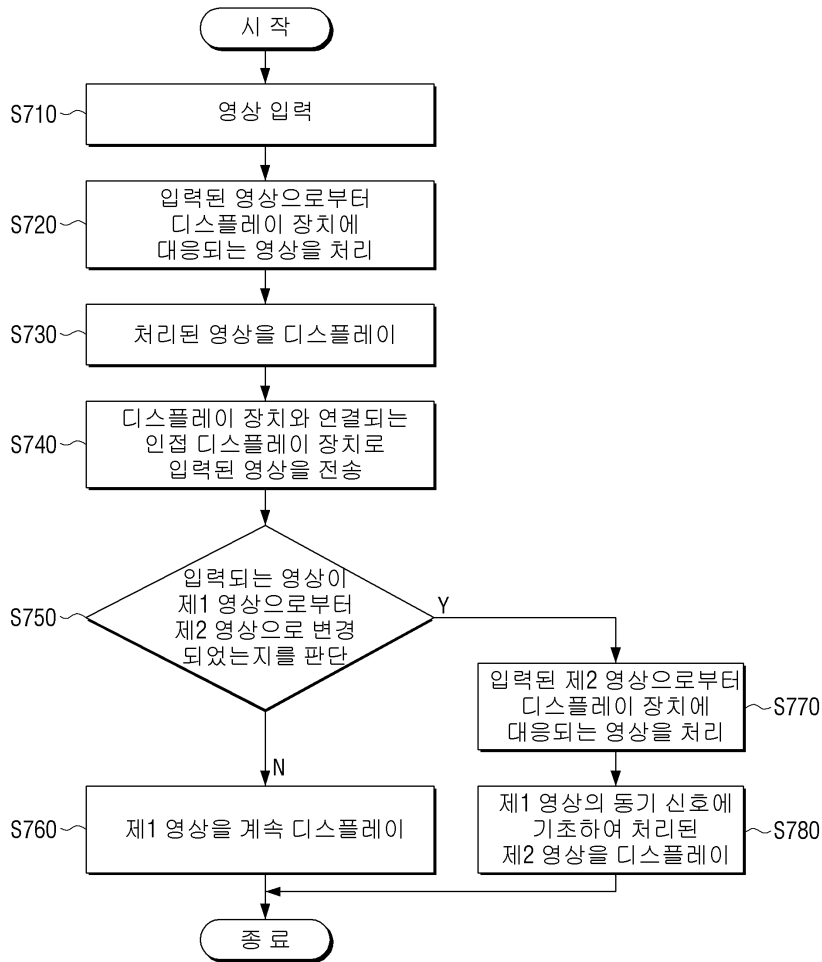 시 작
S710
영상 입력
S720
입력된 영상으로부터
디스플레이 장치에
대응되는 영상을 처리
S730
처리된 영상을 디스플레이
S740
디스플레이 장치와 연결되는
인접 디스플레이 장치로
입력된 영상을 전송
S750
입력되는 영상이
제1 영상으로부터
제2 영상으로 변경
되었는지를 판단
Y
N
입력된 제2 영상으로부터
디스플레이 장치에
대응되는 영상을 처리
S770
S760
제1 영상을 계속 디스플레이
제1 영상의 동기 신호에
기초하여 처리된
제2 영상을 디스플레이
S780
종 료